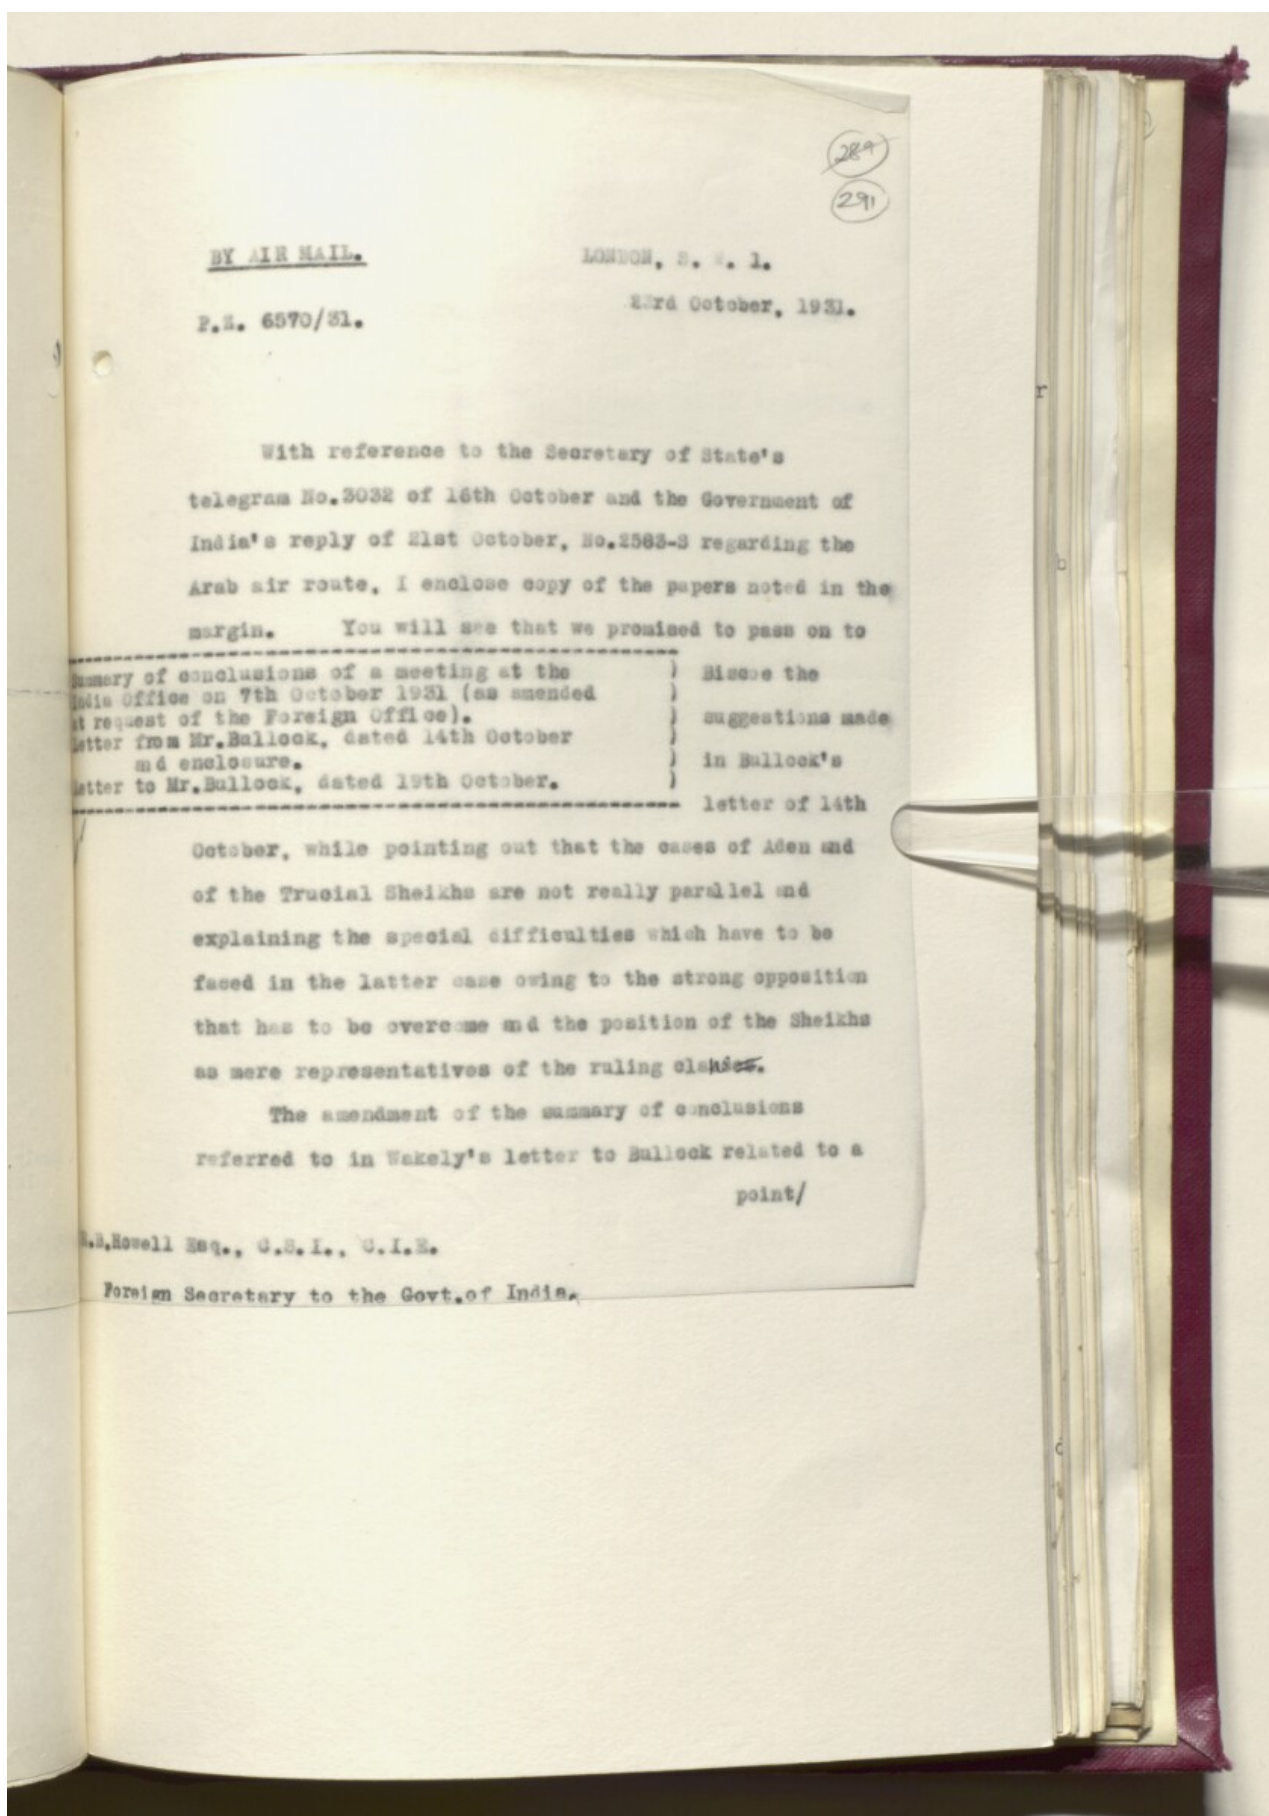 289
291
BY AIR MAIL.
LONDON, S. W. 1.
23rd October, 1931.
P.Z. 6570/31.
With reference to the Secretary of State's
telegram No.3032 of 16th October and the Government of
India's reply of 21st October, No.2583-S regarding the
Arab air route, I enclose copy of the papers noted in the
margin. You will see that we promised to pass on to
Summary of conclusions of a meeting at the
India Office on 7th October 1931 (as amended
at request of the Foreign Office).
Letter from Mr.Bullock, dated 14th October
and enclosure.
Letter to Mr.Bullock, dated 19th October.
Biscoe the
suggestions made
in Bullock's
letter of 14th
October, while pointing out that the cases of Aden and
of the Trucial Sheikhs are not really parallel and
explaining the special difficulties which have to be
faced in the latter case owing to the strong opposition
that has to be overcome and the position of the Sheikhs
as mere representatives of the ruling
The amendment of the summary of conclusions
referred to in Wakely's letter to Bullock related to a
point/
.B.Howell Esq., C.S.I., C.I.E.
Foreign Secretary to the Govt.of India.